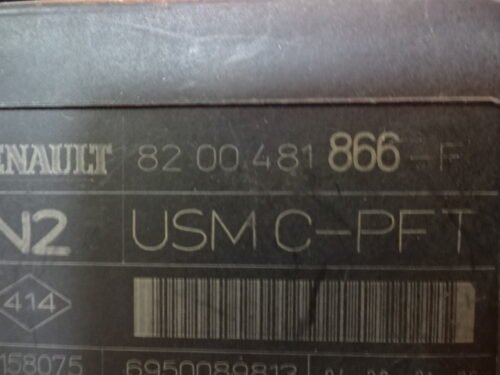 ENAULT 82 00 481 866-F
N2 USM C-PFT
414
158075 6950089813